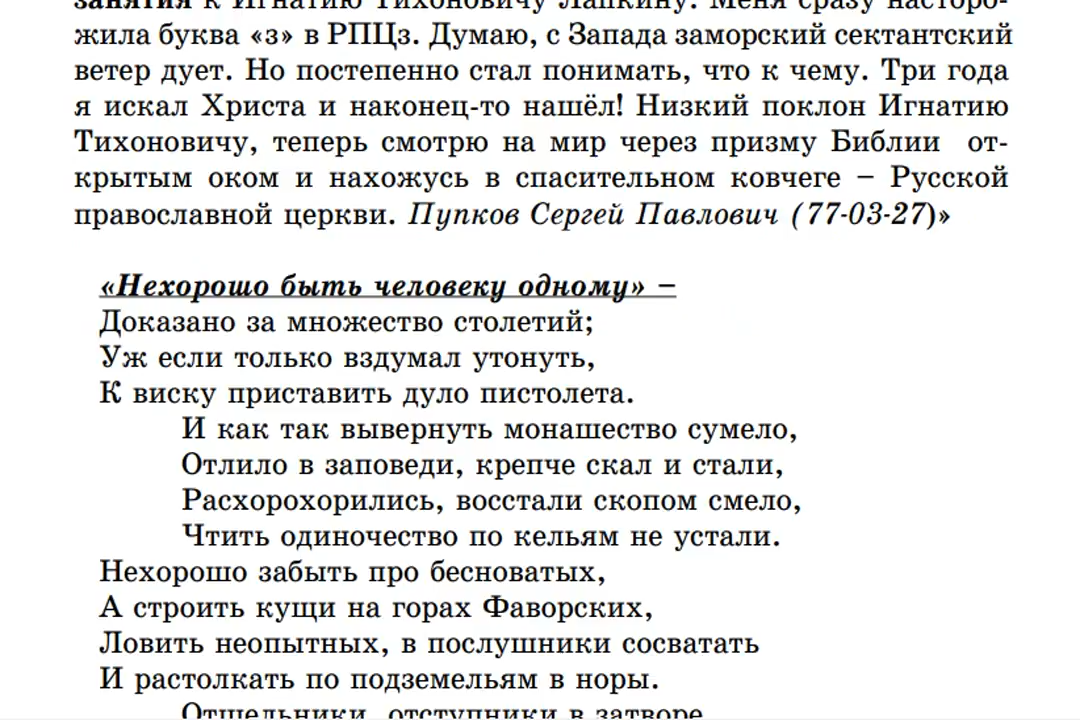 занятия к Игнатию Тихоновичу Лапкину. Меня сразу насторо-
жила буква «з» в РПЦз. Думаю, с Запада заморский сектантский
ветер дует. Но постепенно стал понимать, что к чему. Три года
я искал Христа и наконец-то нашёл! Низкий поклон Игнатию
Тихоновичу, теперь смотрю на мир через призму Библии от-
крытым оком и нахожусь в спасительном ковчеге – Русской
православной церкви. Пупков Сергей Павлович (77-03-27)»
«Нехорошо быть человеку одному» –
Доказано за множество столетий;
Уж если только вздумал утонуть,
К виску приставить дуло пистолета.
И как так вывернуть монашество сумело,
Отлило в заповеди, крепче скал и стали,
Расхорохорились, восстали скопом смело,
Чтить одиночество по кельям не устали.
Нехорошо забыть про бесноватых,
А строить кущи на горах Фаворских,
Ловить неопытных, в послушники сосватать
И растолкать по подземельям в норы.
Отшельники, отступники в затворе